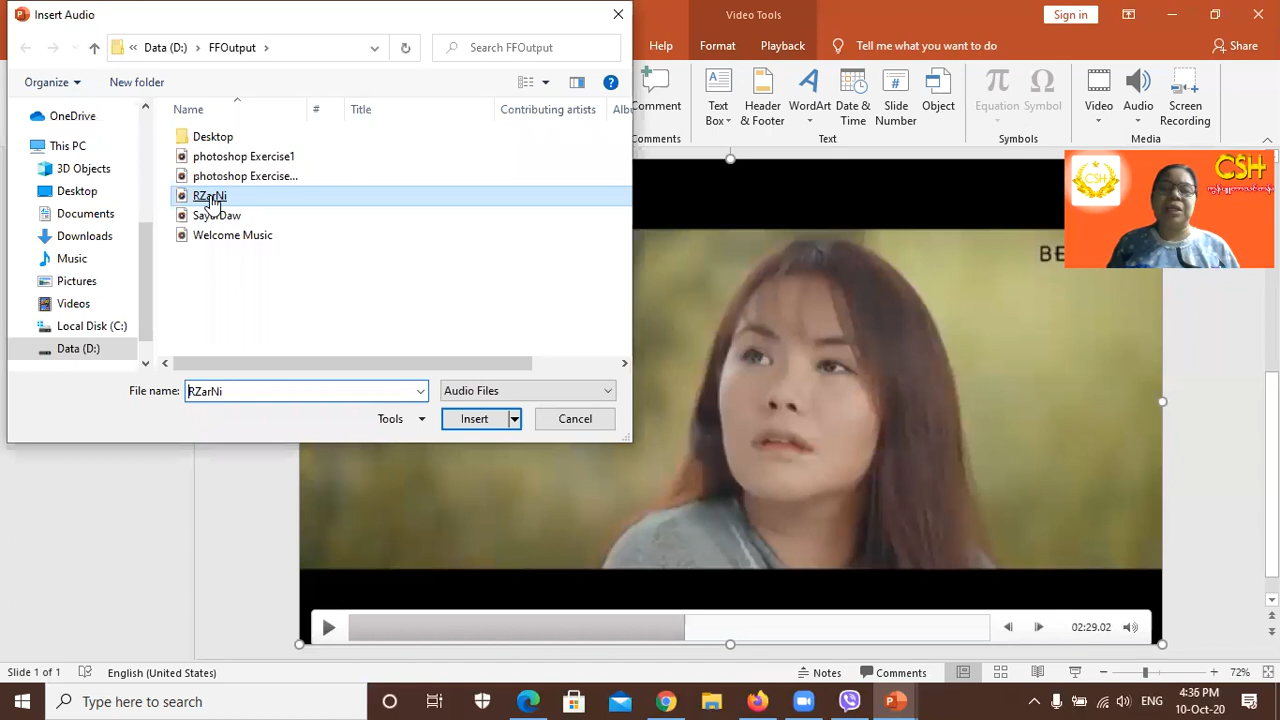 Insert Audio
Video Tools
Sign in
Data (D:)
FFOutput
Search FFOutput
Help
Format
Playback
Tell me what you want to do
Share
Organize
New folder
Comment
Text Box
Header & Footer
WordArt
Date & Time
Slide Number
Object
Equation
Symbol
Video
Audio
Screen Recording
Comments
Text
Symbols
Media
Name
#
Title
Contributing artists
OneDrive
This PC
3D Objects
Desktop
Documents
Downloads
Music
Pictures
Videos
Local Disk (C:)
Data (D:)
Desktop
photoshop Exercise1
photoshop Exercise...
RZarNi
Welcome Music
CSH
CSH
BE
File name:
RZarNi
Audio Files
Tools
Insert
Cancel
02:29.02
Slide 1 of 1
English (United States)
Notes
Comments
72%
Type here to search
ENG
4:36 PM
10-Oct-20